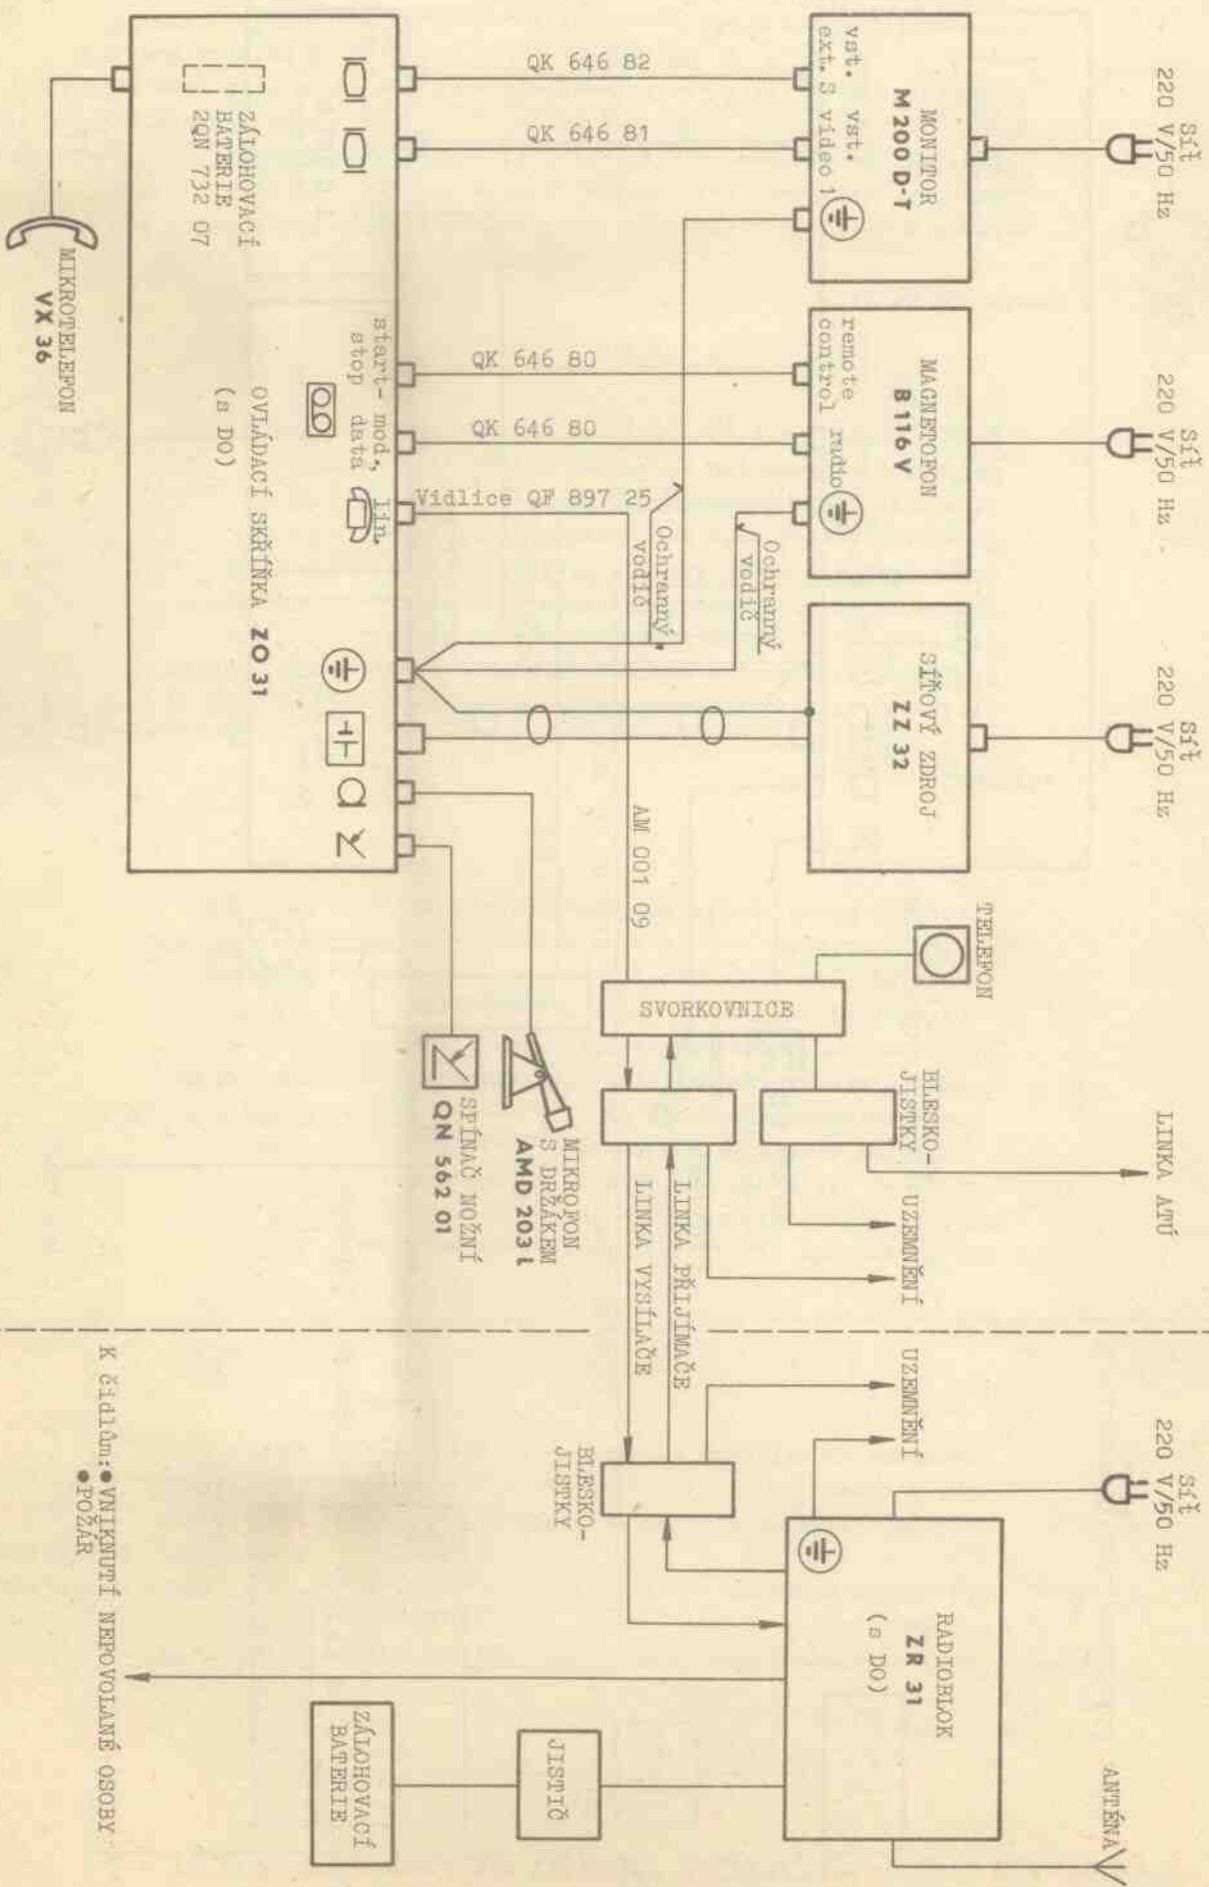 Síť
220 V/50 Hz
Síť
220 V/50 Hz
Síť
220 V/50 Hz
LINKA ATÚ
Síť
220 V/50 Hz
ANTÉNA
MONITOR
M 200 D-T
vst. vst.
ext. S video 1
MAGNETOFON
B 116 V
remote
control radio
SÍŤOVÝ ZDROJ
ZZ 32
TELEFON
SVORKOVNICE
BLESKO-
JISTKY
UZEMNĚNÍ
UZEMNĚNÍ
RADIOBLOK
ZR 31
(s DO)
QK 646 82
QK 646 81
QK 646 80
QK 646 80
Vidlice QF 897 25
Ochranný
vodič
Ochranný
vodič
AM 001 09
LINKA PŘIJÍMAČE
LINKA VYSÍLAČE
BLESKO-
JISTKY
JISTIČ
ZÁLOHOVACÍ
BATERIE
MIKROFON
S DRŽÁKEM
AMD 203 l
SPÍNAČ NOŽNÍ
QN 562 01
start- mod., lin.
stop data
ZÁLOHOVACÍ
BATERIE
2QN 732 07
OVLÁDACÍ SKŘÍŇKA ZO 31
(s DO)
MIKROTELEFON
VX 36
K čidlům: ● VNIKNUTÍ NEPOVOLANÉ OSOBY
● POŽÁR